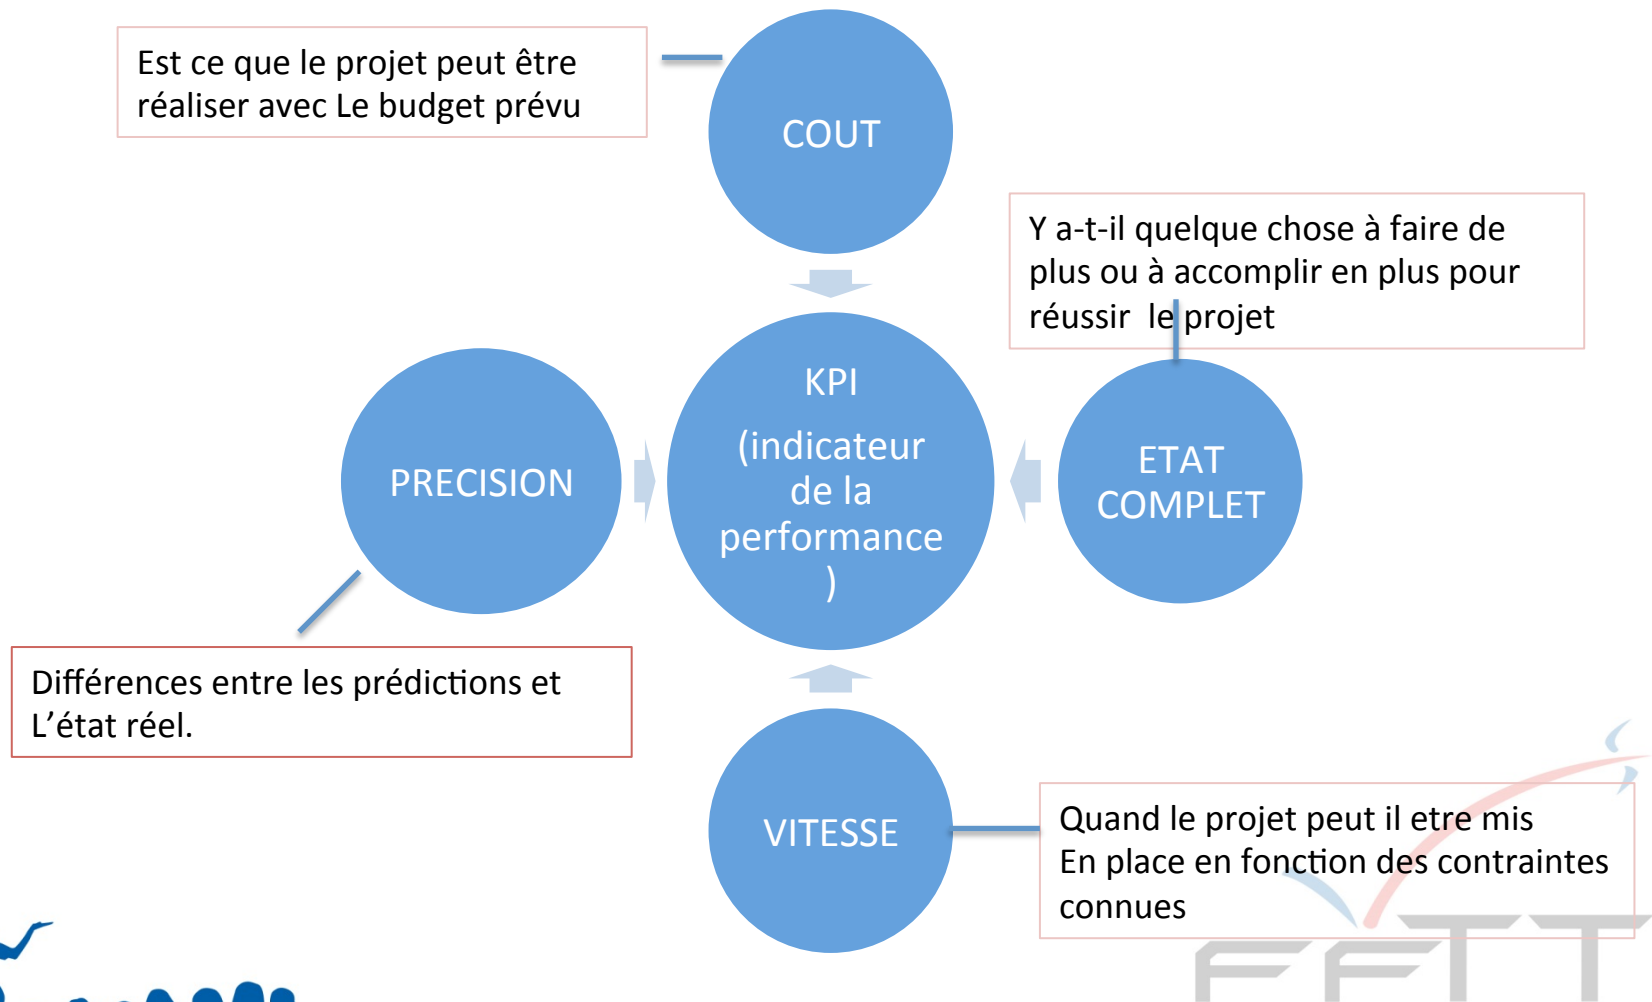 Est ce que le projet peut être
réaliser avec Le budget prévu
COUT
Y a-t-il quelque chose à faire de
plus ou à accomplir en plus pour
réussir  le projet
KPI
(indicateur
de la
performance
)
PRECISION
ETAT
COMPLET
Différences entre les prédictions et
L’état réel.
VITESSE
Quand le projet peut il etre mis
En place en fonction des contraintes
connues
FFTT